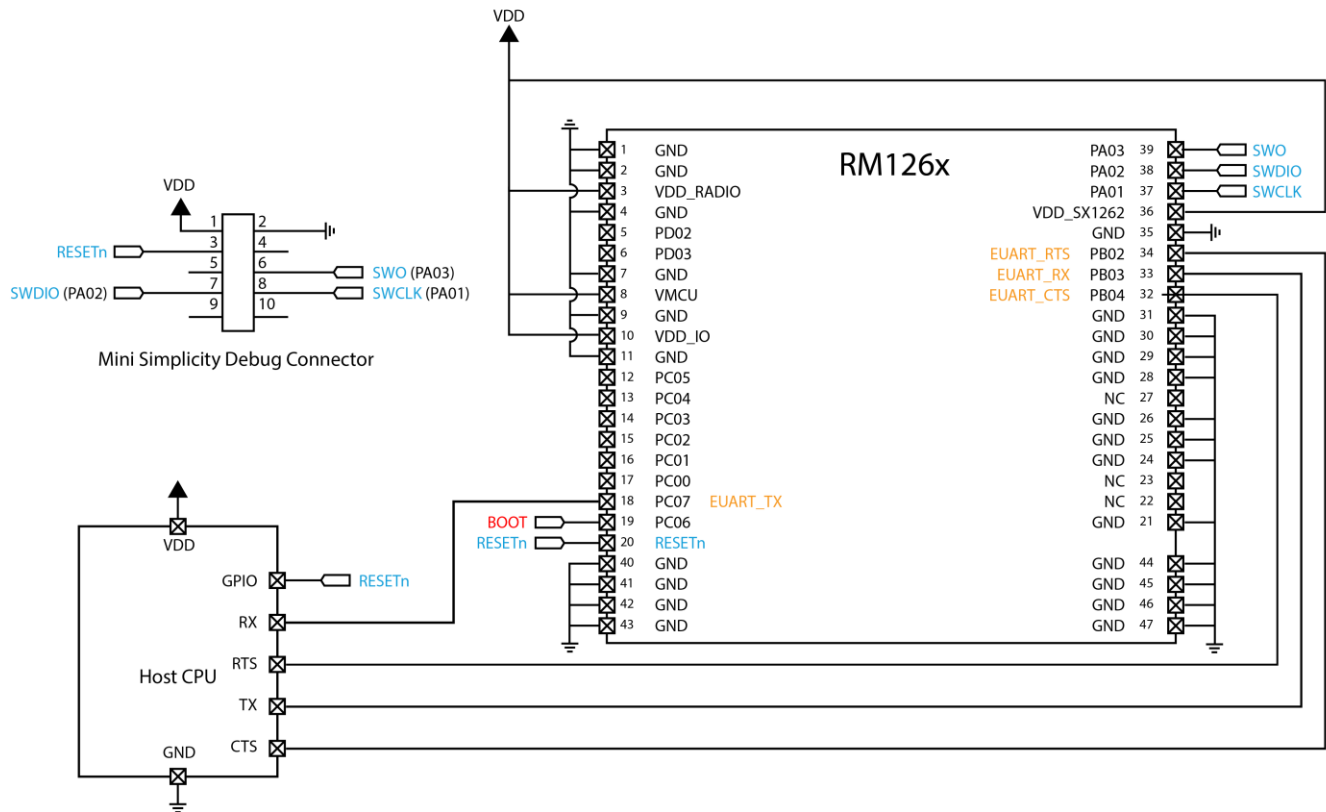 VDD
RM126x
1 GND
2 GND
3 VDD_RADIO
4 GND
5 PD02
6 PD03
7 GND
8 VMCU
9 GND
10 VDD_IO
11 GND
12 PC05
13 PC04
14 PC03
15 PC02
16 PC01
17 PC00
18 PC07 EUART_TX
BOOT 19 PC06
RESETn 20 RESETn
40 GND
41 GND
42 GND
43 GND
PA03 39 SWO
PA02 38 SWDIO
PA01 37 SWCLK
VDD_SX1262 36
GND 35
EUART_RTS PB02 34
EUART_RX PB03 33
EUART_CTS PB04 32
GND 31
GND 30
GND 29
GND 28
NC 27
GND 26
GND 25
GND 24
NC 23
NC 22
GND 21
GND 44
GND 45
GND 46
GND 47
VDD
1 2
RESETn 3 4
5 6 SWO (PA03)
SWDIO (PA02) 7 8 SWCLK (PA01)
9 10
Mini Simplicity Debug Connector
VDD
GPIO RESETn
RX
RTS
Host CPU
TX
CTS
GND